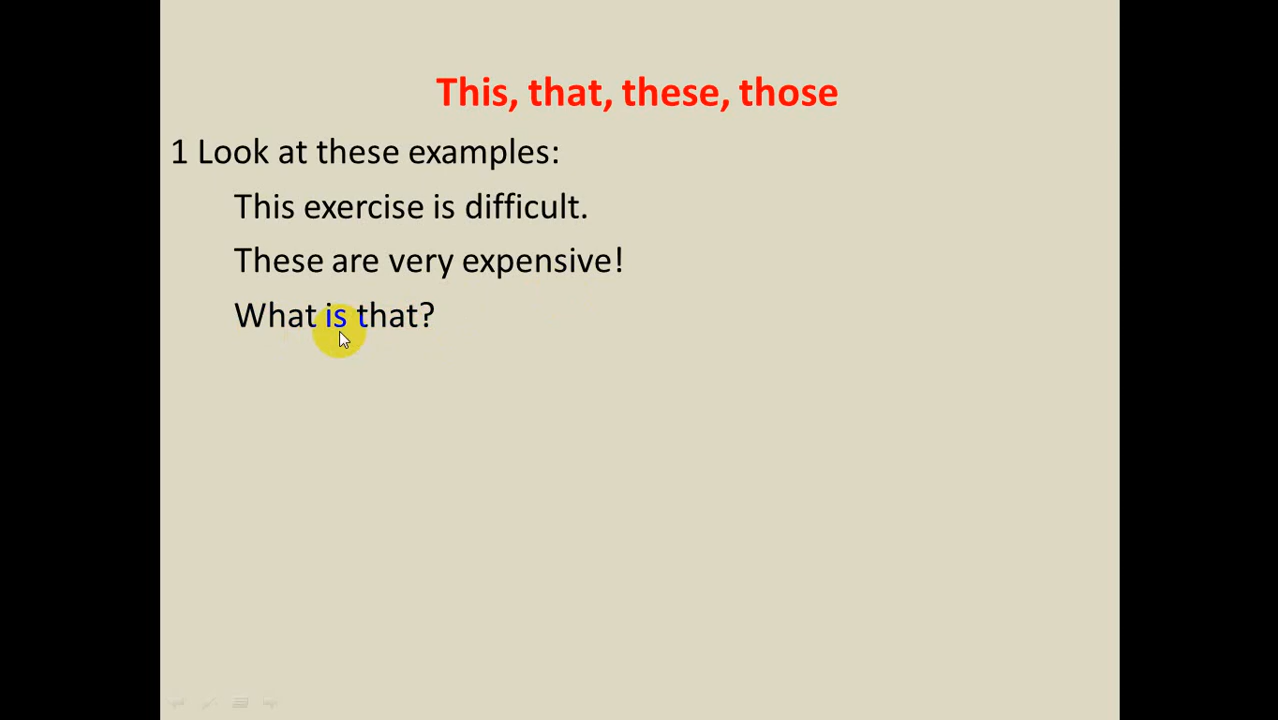 This, that, these, those
1 Look at these examples:
This exercise is difficult.
These are very expensive!
What is that?